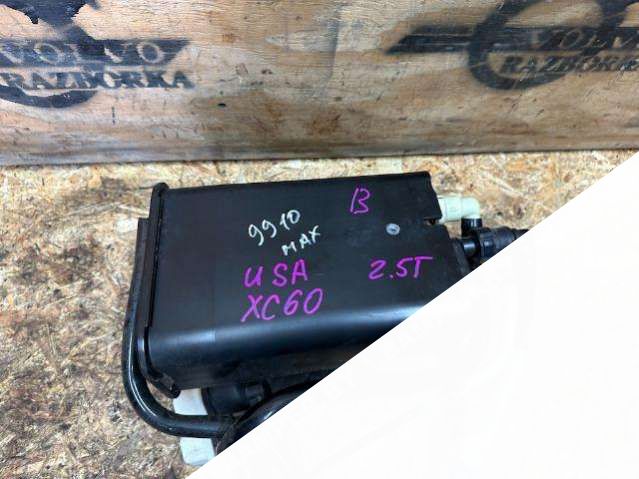 VOLVO
RAZBORKA
VOLVO
RAZBORKA
B
9910
MAX
USA 2.5T
XC60